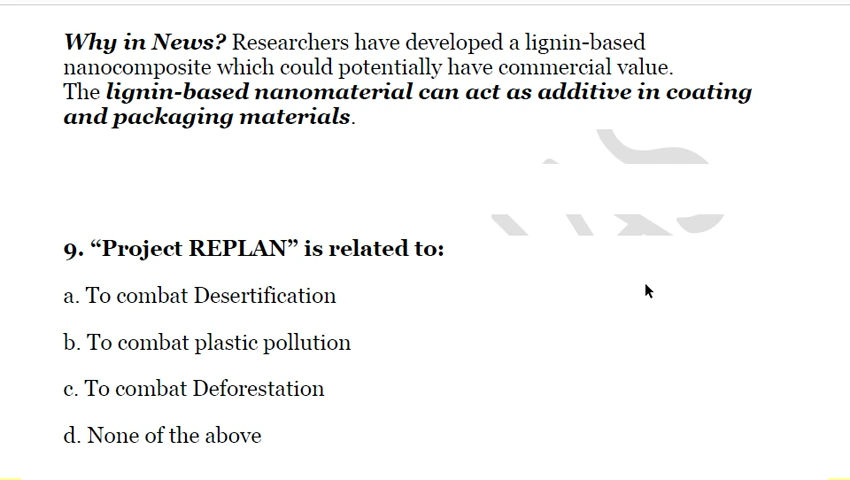 Why in News? Researchers have developed a lignin-based
nanocomposite which could potentially have commercial value.
The lignin-based nanomaterial can act as additive in coating
and packaging materials.
9. “Project REPLAN” is related to:
a. To combat Desertification
b. To combat plastic pollution
c. To combat Deforestation
d. None of the above